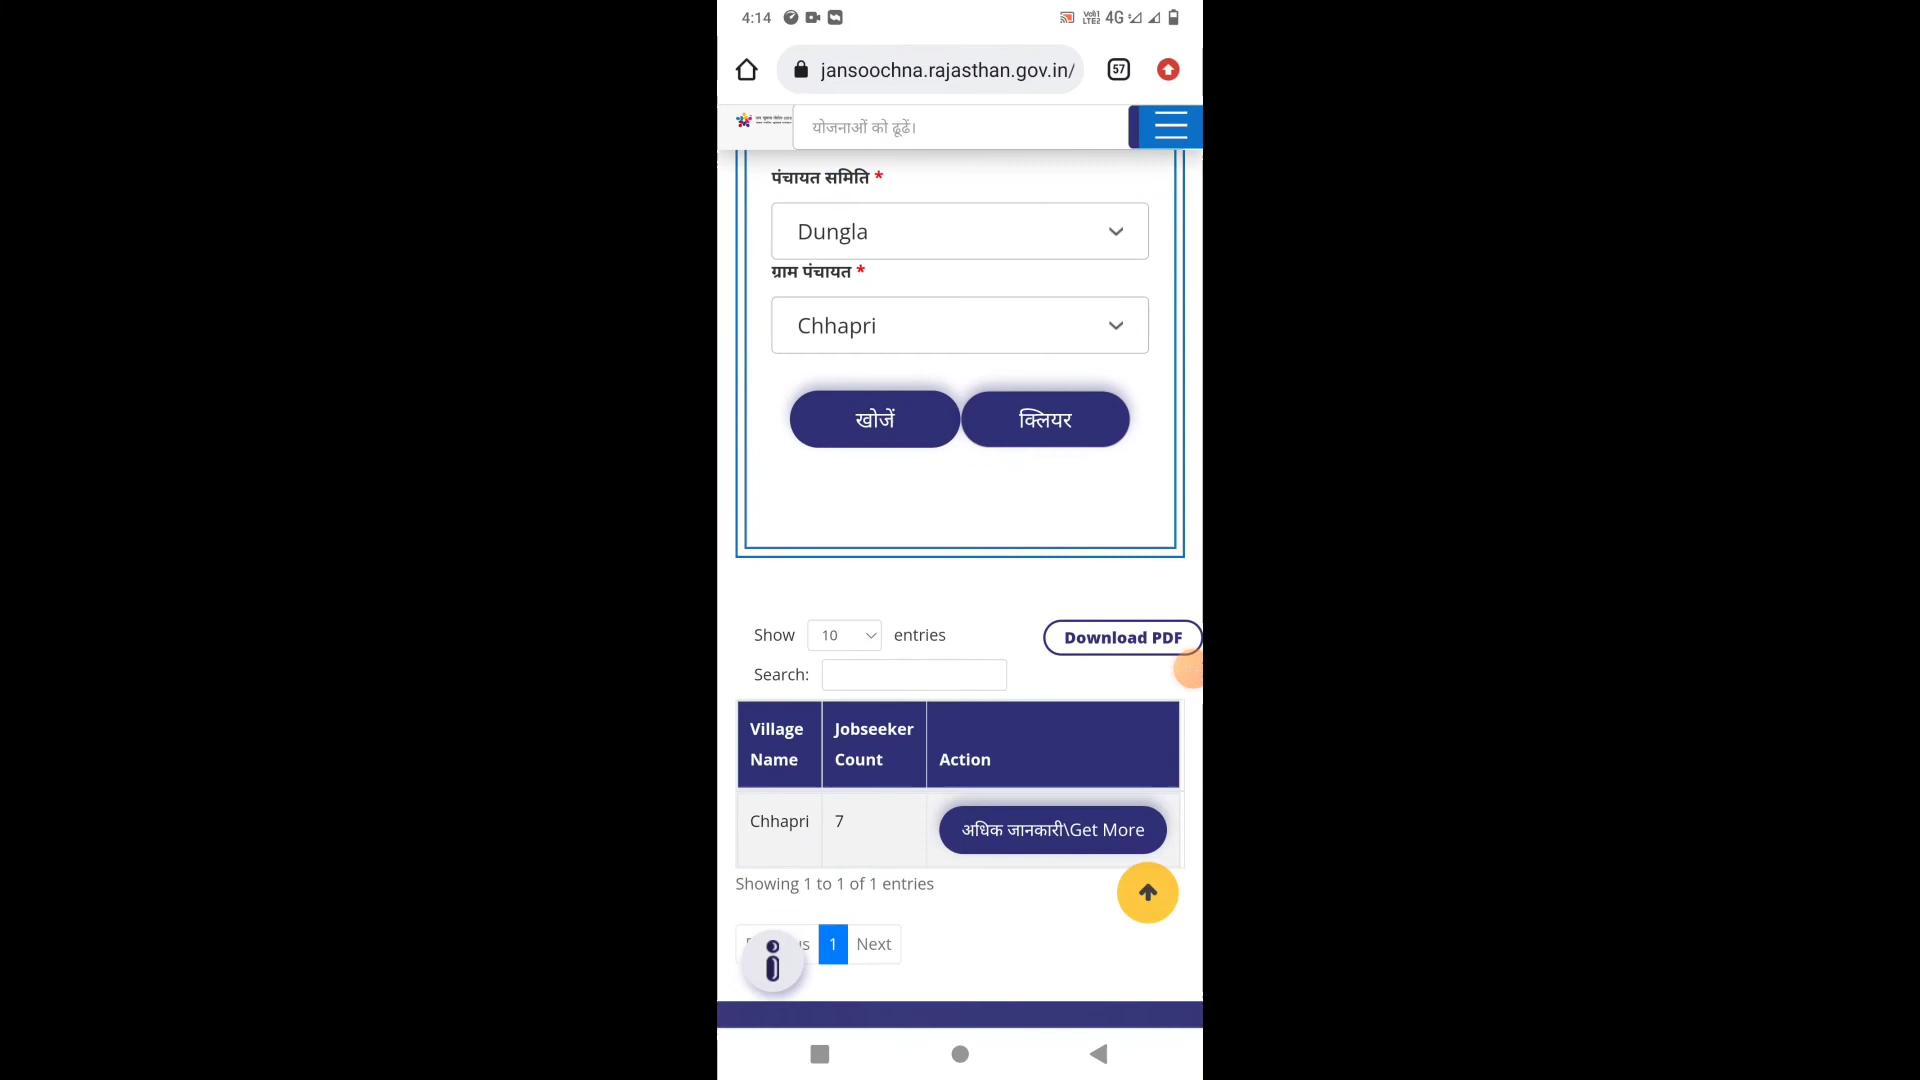 4:14
Vo)) LTE2 4G
jansoochna.rajasthan.gov.in/
57
योजनाओं को ढूढें।
पंचायत समिति *
Dungla
ग्राम पंचायत *
Chhapri
खोजें क्लियर
Show 10 entries
Download PDF
Search:
Village Name Jobseeker Count Action
Chhapri 7 अधिक जानकारी\Get More
Showing 1 to 1 of 1 entries
1 Next